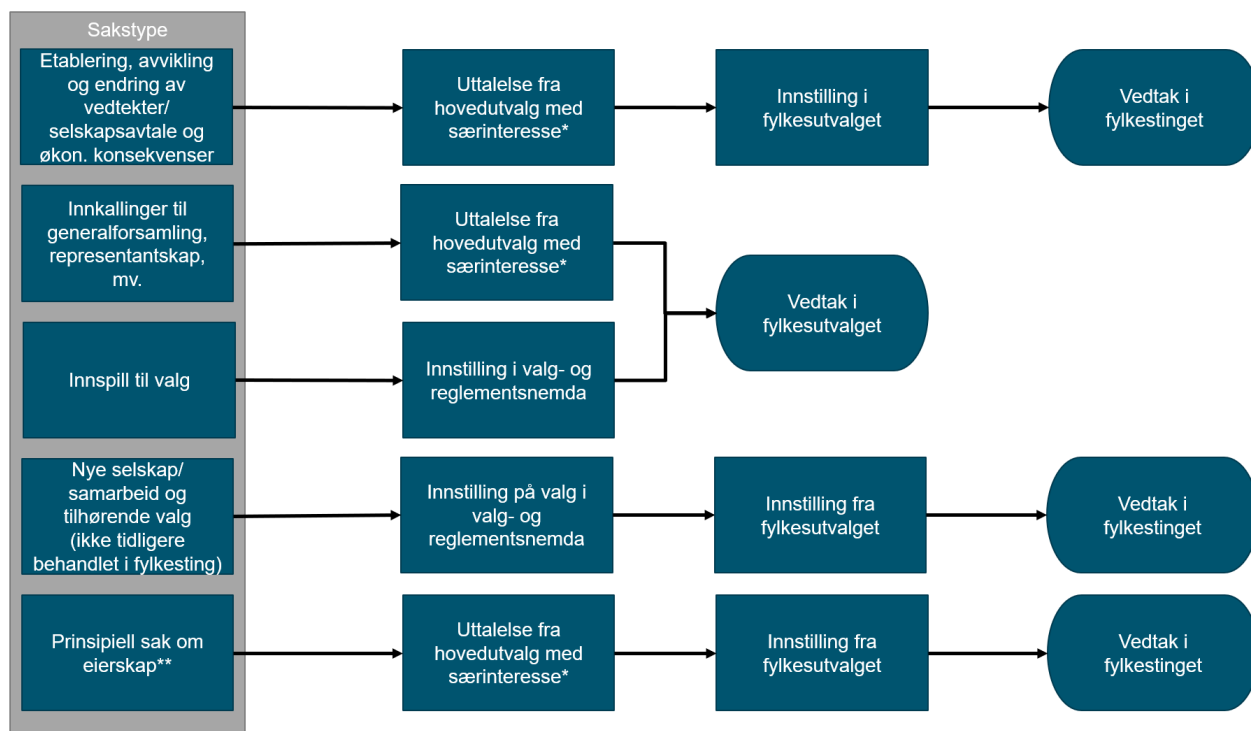 Sakstype
Etablering, avvikling
og endring av
vedtekter/
selskapsavtale og
økon. konsekvenser
Uttalelse fra
hovedutvalg med
særinteresse*
Innstilling i
fylkesutvalget
Vedtak i
fylkestinget
Innkallinger til
generalforsamling,
representantskap,
mv.
Uttalelse fra
hovedutvalg med
særinteresse*
Vedtak i
fylkesutvalget
Innspill til valg
Innstilling i valg- og
reglementsnemda
Nye selskap/
samarbeid og
tilhørende valg
(ikke tidligere
behandlet i fylkesting)
Innstilling på valg i
valg- og
reglementsnemda
Innstilling fra
fylkesutvalget
Vedtak i
fylkestinget
Prinsipiell sak om
eierskap**
Uttalelse fra
hovedutvalg med
særinteresse*
Innstilling fra
fylkesutvalget
Vedtak i
fylkestinget